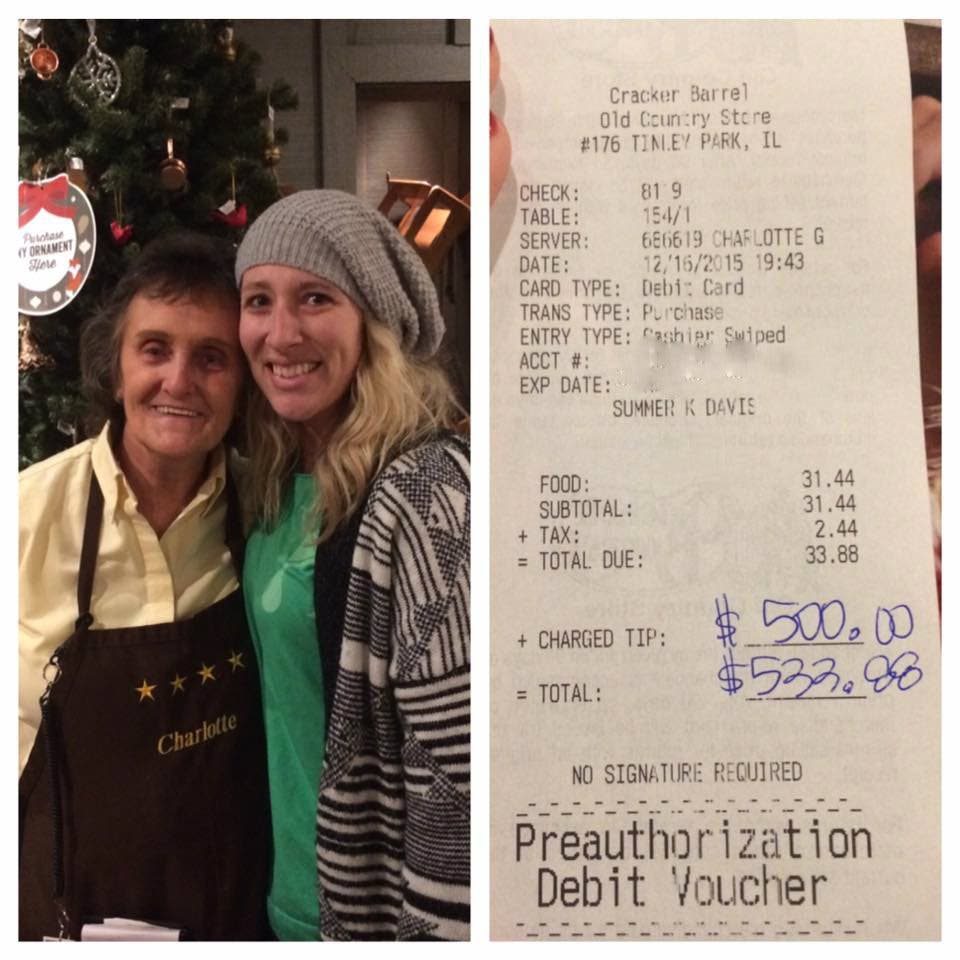 Purchase
NY ORNAMENT
Here
Charlotte
Cracker Barrel
Old Country Store
#176 TINLEY PARK, IL
CHECK:
TABLE: 154/1
SERVER: 686619 CHARLOTTE G
DATE: 12/16/2015 19:43
CARD TYPE: Debit Card
TRANS TYPE: Purchase
ENTRY TYPE: Cashier Swiped
ACCT #:
EXP DATE:
SUMMER K DAVIS
FOOD: 31.44
SUBTOTAL: 31.44
+ TAX: 2.44
= TOTAL DUE: 33.88
+ CHARGED TIP: $ 500.00
= TOTAL: $533.88
NO SIGNATURE REQUIRED
Preauthorization
Debit Voucher